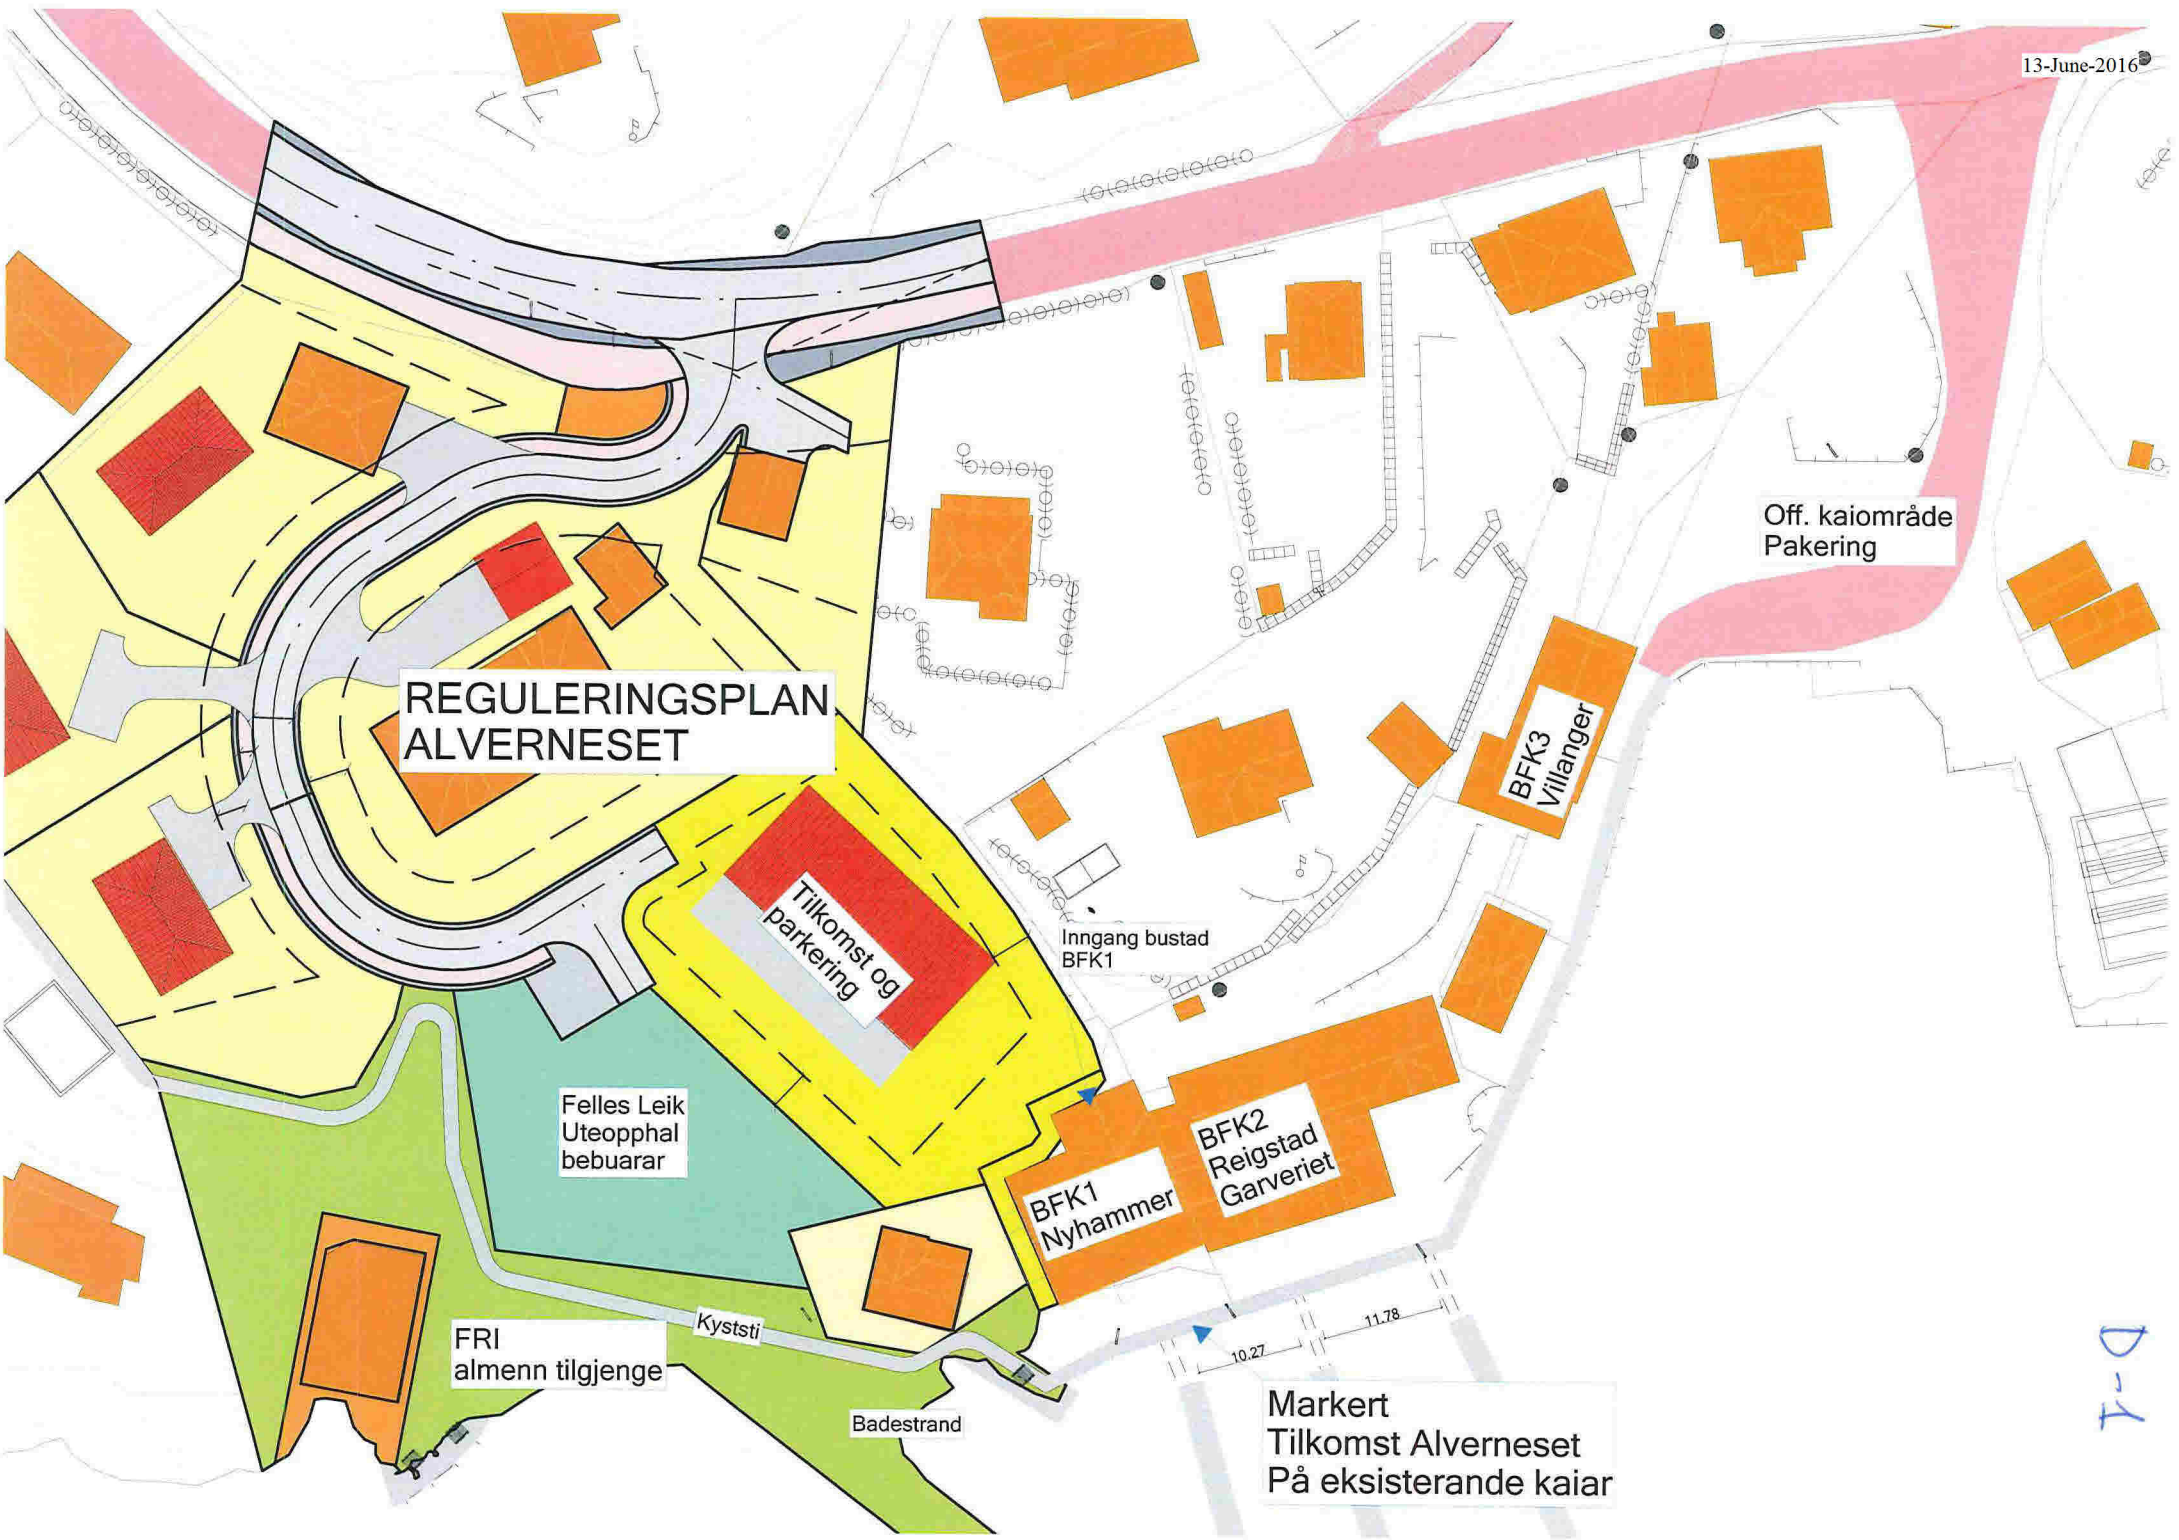 13-June-2016
Off. kaiområde
Pakering
REGULERINGSPLAN
ALVERNESET
BFK3
Villanger
Tilkomst og
parkering
Inngang bustad
BFK1
Felles Leik
Uteopphal
bebuarar
BFK2
Reigstad
Garveriet
BFK1
Nyhammer
Kyststi
FRI
almenn tilgjenge
11.78
10.27
Badestrand
Markert
Tilkomst Alverneset
På eksisterande kaiar